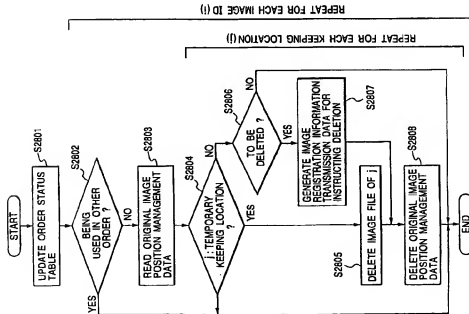 START
S2801
UPDATE ORDER STATUS
TABLE
S2802
BEING
USED IN OTHER
ORDER ?
YES
NO
S2803
READ ORIGINAL IMAGE
POSITION MANAGEMENT
DATA
S2804
j : TEMPORARY
KEEPING LOCATION
?
NO
YES
S2806
TO BE
DELETED ?
NO
YES
S2807
GENERATE IMAGE
REGISTRATION INFORMATION
TRANSMISSION DATA FOR
INSTRUCTING DELETION
S2805
DELETE IMAGE FILE OF j
S2808
DELETE ORIGINAL IMAGE
POSITION MANAGEMENT
DATA
END
REPEAT FOR EACH KEEPING LOCATION (j)
REPEAT FOR EACH IMAGE ID (i)